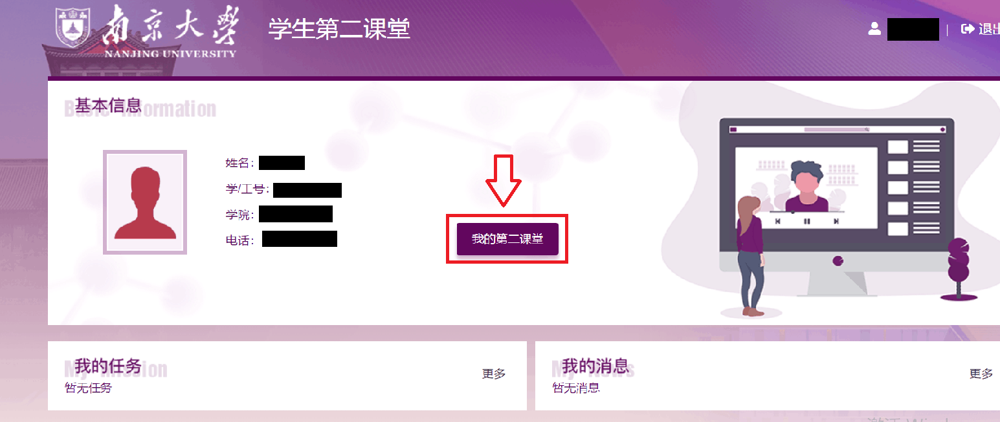 南京大学
NANJING UNIVERSITY
学生第二课堂
退出
基本信息
Basic Information
姓名：
学/工号：
学院：
电话：
我的第二课堂
我的任务
My Mission
更多
暂无任务
我的消息
My News
更多
暂无消息